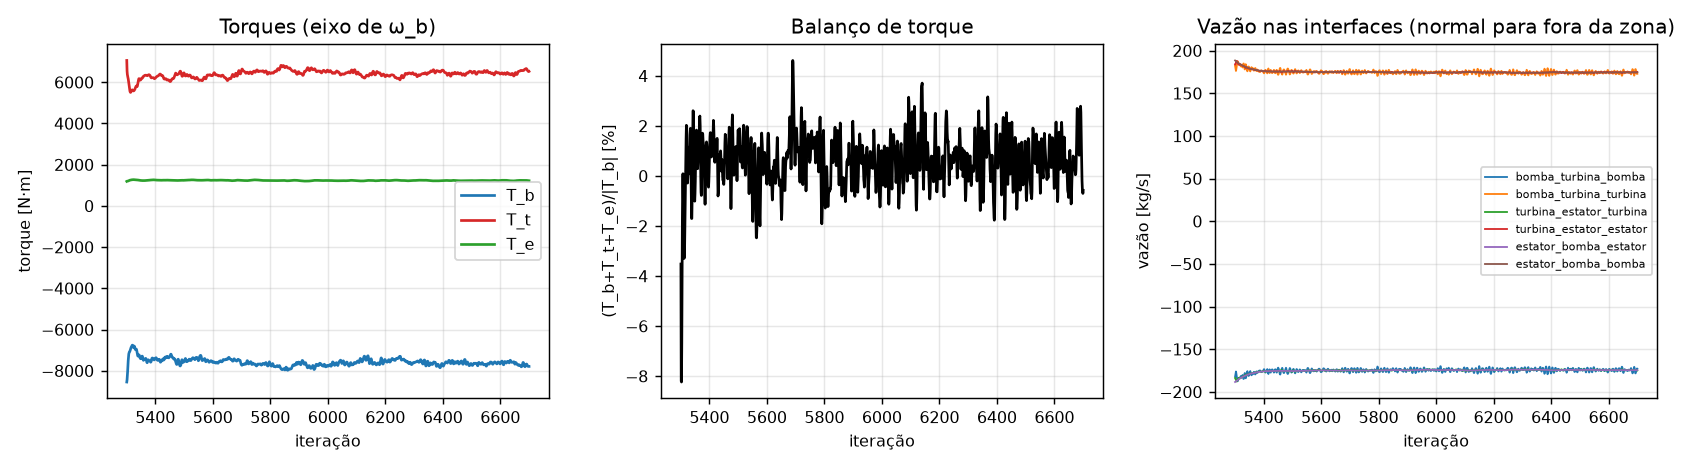 Torques (eixo de ω_b)
torque [N·m]
6000
4000
2000
0
−2000
−4000
−6000
−8000
T_b
T_t
T_e
5400
5600
5800
6000
6200
6400
6600
iteração
Balanço de torque
(T_b+T_t+T_e)/|T_b| [%]
4
2
0
−2
−4
−6
−8
5400
5600
5800
6000
6200
6400
6600
iteração
Vazão nas interfaces (normal para fora da zona)
vazão [kg/s]
200
150
100
50
0
−50
−100
−150
−200
bomba_turbina_bomba
bomba_turbina_turbina
turbina_estator_turbina
turbina_estator_estator
estator_bomba_estator
estator_bomba_bomba
5400
5600
5800
6000
6200
6400
6600
iteração